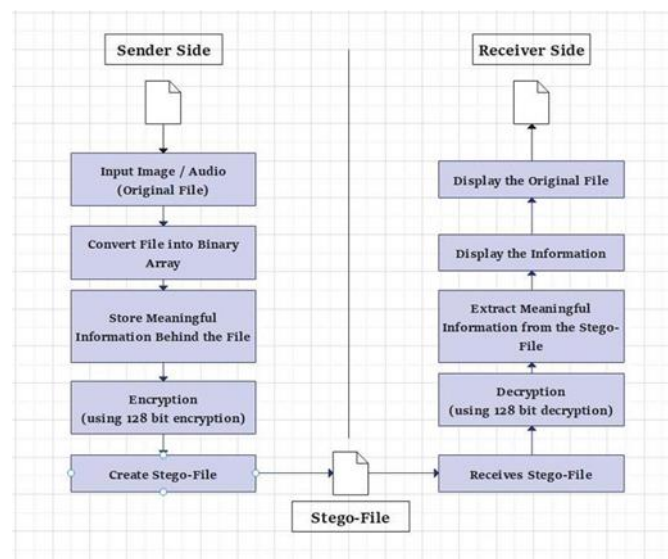 Sender Side
Input Image / Audio
(Original File)
Convert File into Binary
Array
Store Meaningful
Information Behind the File
Encryption
(using 128 bit encryption)
Create Stego-File
Stego-File
Receiver Side
Display the Original File
Display the Information
Extract Meaningful
Information from the Stego-
File
Decryption
(using 128 bit decryption)
Receives Stego-File